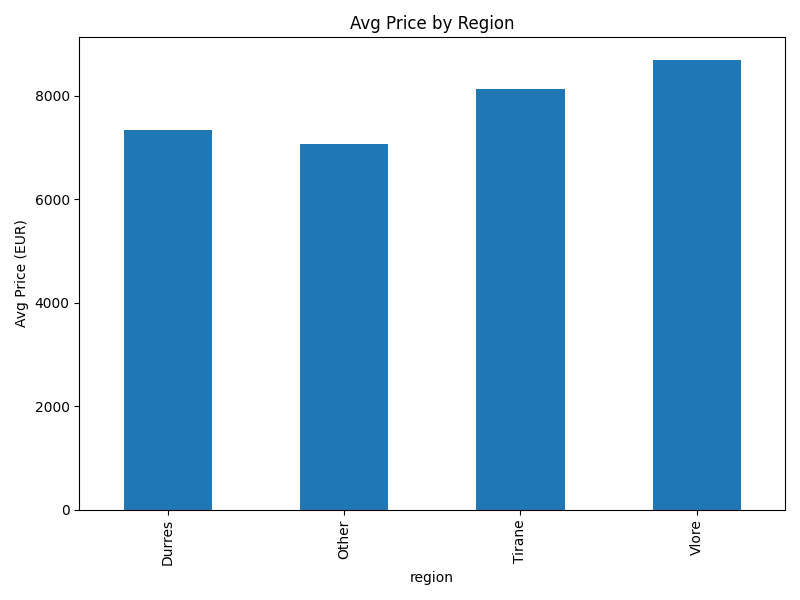 Avg Price by Region
Avg Price (EUR)
8000
6000
4000
2000
0
Durres
Other
Tirane
Vlore
region